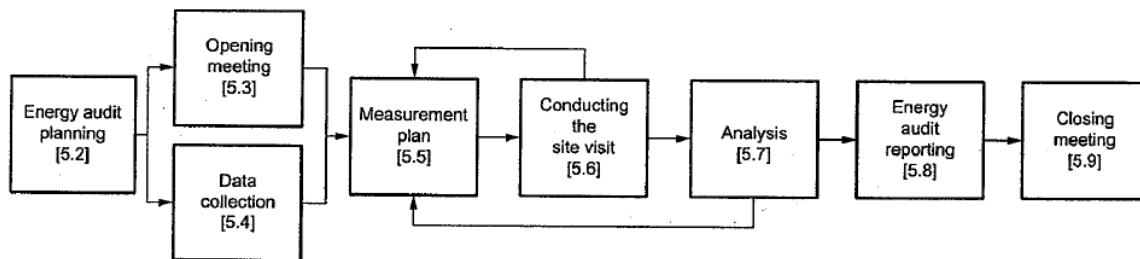 Energy audit
planning
[5.2]
Opening
meeting
[5.3]
Data
collection
[5.4]
Measurement
plan
[5.5]
Conducting
the
site visit
[5.6]
Analysis
[5.7]
Energy
audit
reporting
[5.8]
Closing
meeting
[5.9]